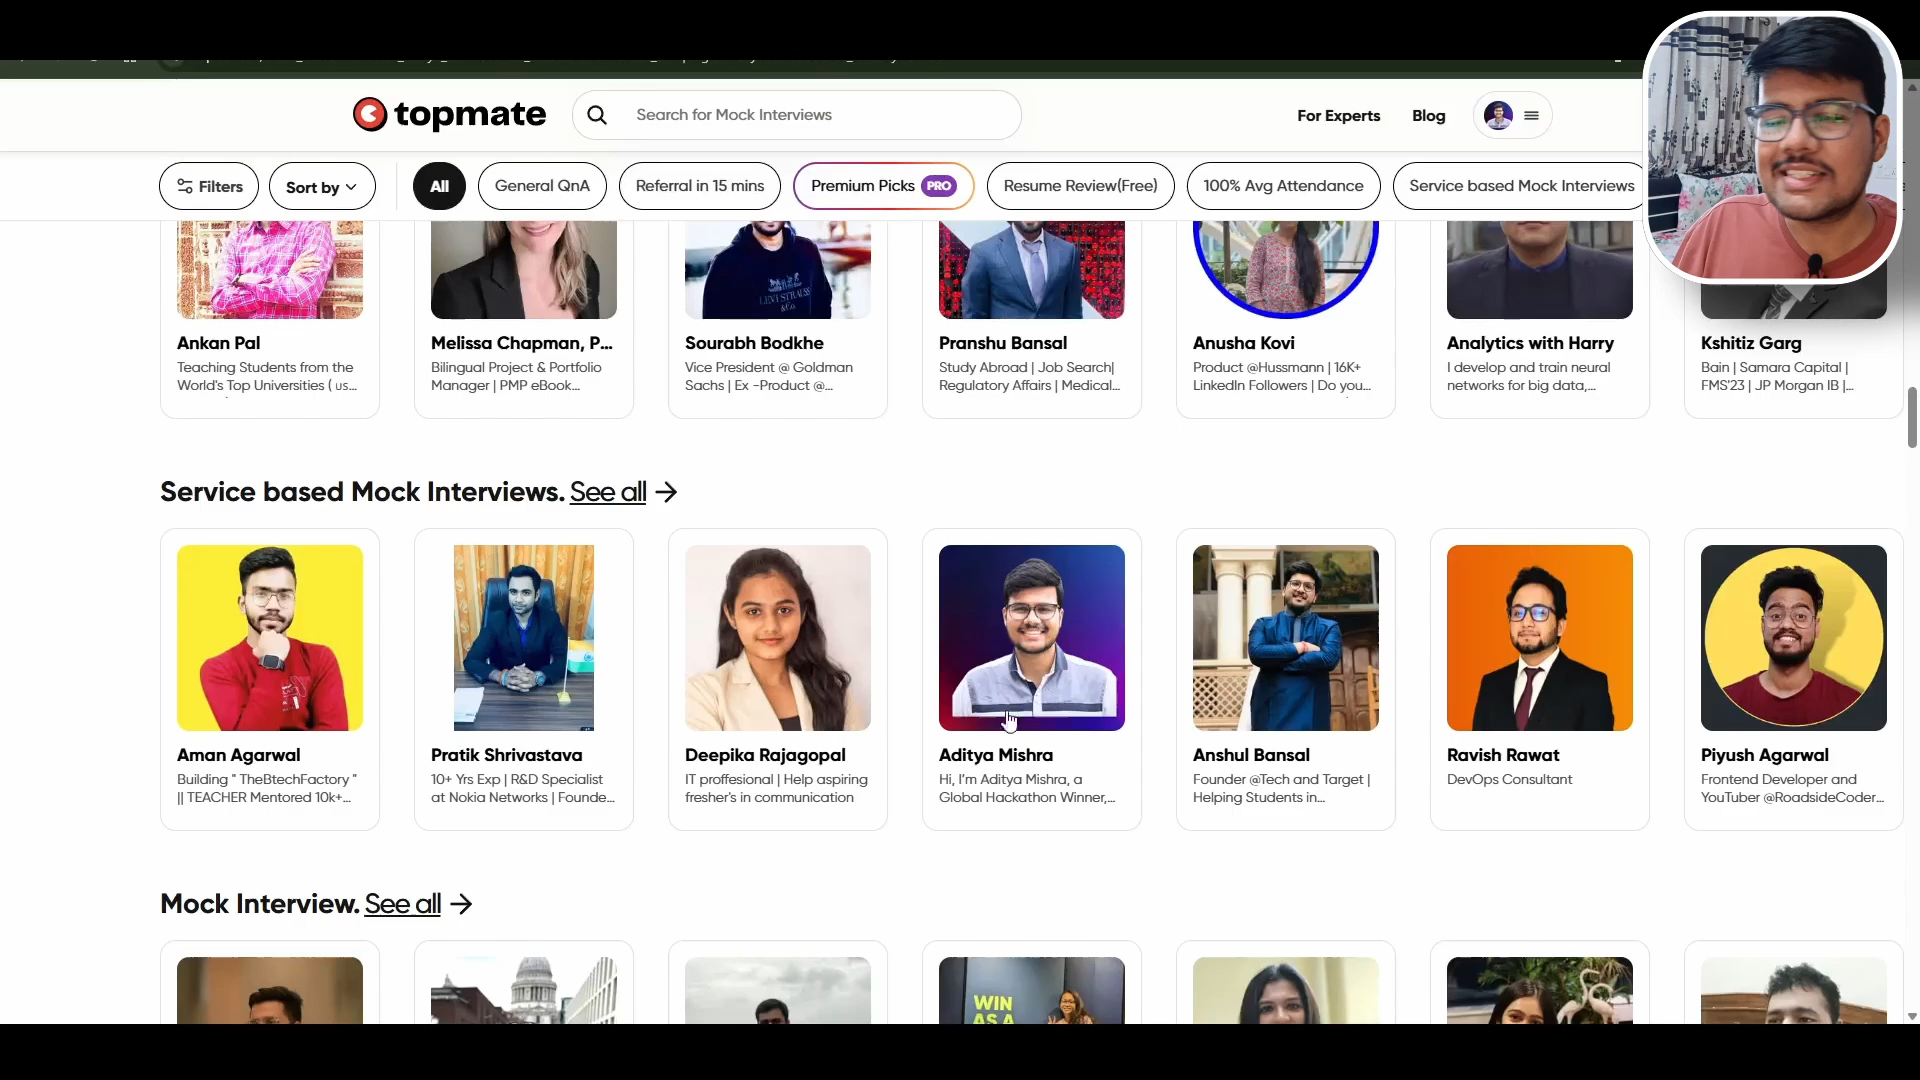 topmate
Search for Mock Interviews
For Experts
Blog
Filters
Sort by
All
General QnA
Referral in 15 mins
Premium Picks PRO
Resume Review(Free)
100% Avg Attendance
Service based Mock Interviews
LEVI STRAUSS
& Co
Ankan Pal
Teaching Students from the
World's Top Universities ( us...
Melissa Chapman, P...
Bilingual Project & Portfolio
Manager | PMP eBook...
Sourabh Bodkhe
Vice President @ Goldman
Sachs | Ex -Product @...
Pranshu Bansal
Study Abroad | Job Search|
Regulatory Affairs | Medical...
Anusha Kovi
Product @Hussmann | 16K+
LinkedIn Followers | Do you...
Analytics with Harry
I develop and train neural
networks for big data,...
Kshitiz Garg
Bain | Samara Capital |
FMS'23 | JP Morgan IB |...
Service based Mock Interviews. See all
Aman Agarwal
Building " TheBtechFactory "
|| TEACHER Mentored 10k+...
Pratik Shrivastava
10+ Yrs Exp | R&D Specialist
at Nokia Networks | Founde...
Deepika Rajagopal
IT proffesional | Help aspiring
fresher's in communication
Aditya Mishra
Hi, I'm Aditya Mishra, a
Global Hackathon Winner,...
Anshul Bansal
Founder @Tech and Target |
Helping Students in...
Ravish Rawat
DevOps Consultant
Piyush Agarwal
Frontend Developer and
YouTuber @RoadsideCoder...
Mock Interview. See all
WIN
AS A